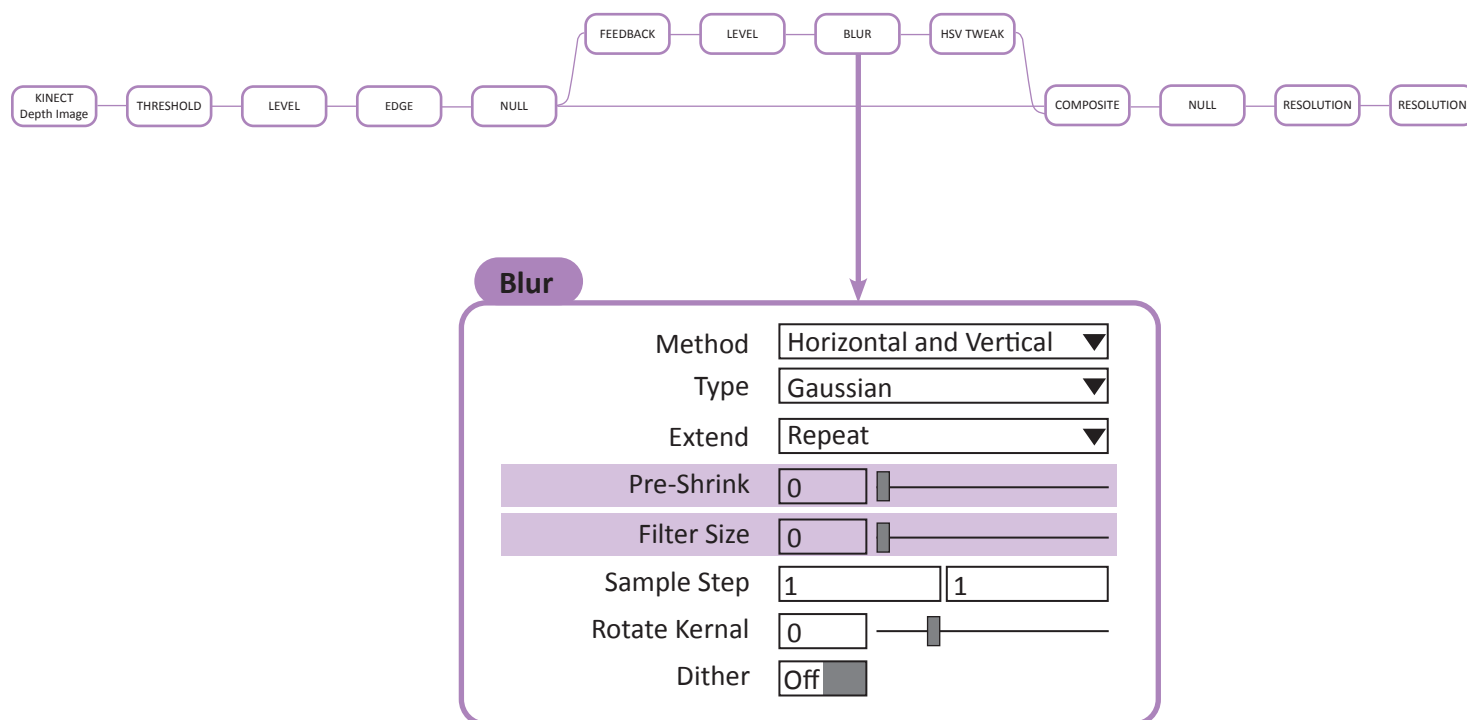 FEEDBACK
LEVEL
BLUR
HSV TWEAK
KINECT
Depth Image
THRESHOLD
LEVEL
EDGE
NULL
COMPOSITE
NULL
RESOLUTION
RESOLUTION
Blur
Method Horizontal and Vertical
Type Gaussian
Extend Repeat
Pre-Shrink 0
Filter Size 0
Sample Step 1 1
Rotate Kernal 0
Dither Off